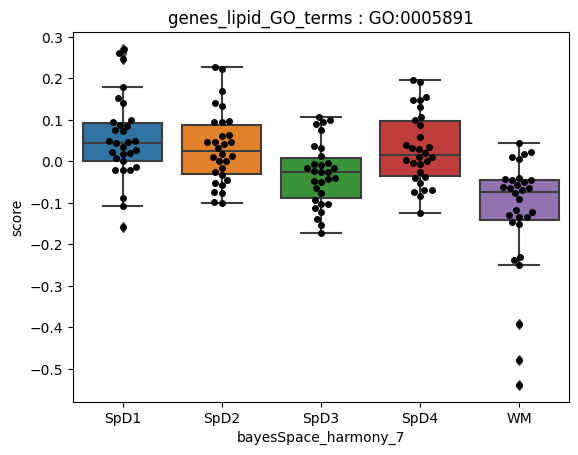 genes_lipid_GO_terms : GO:0005891
0.3
0.2
0.1
0.0
−0.1
−0.2
−0.3
−0.4
−0.5
score
SpD1 SpD2 SpD3 SpD4 WM
bayesSpace_harmony_7